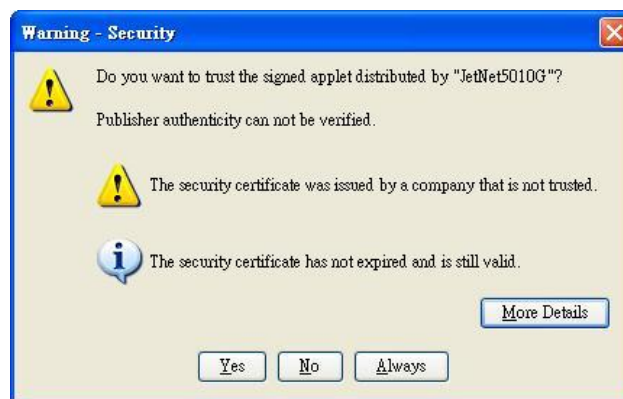 Warning - Security
Do you want to trust the signed applet distributed by "JetNet5010G"?
Publisher authenticity can not be verified.
The security certificate was issued by a company that is not trusted.
The security certificate has not expired and is still valid.
More Details
Yes No Always